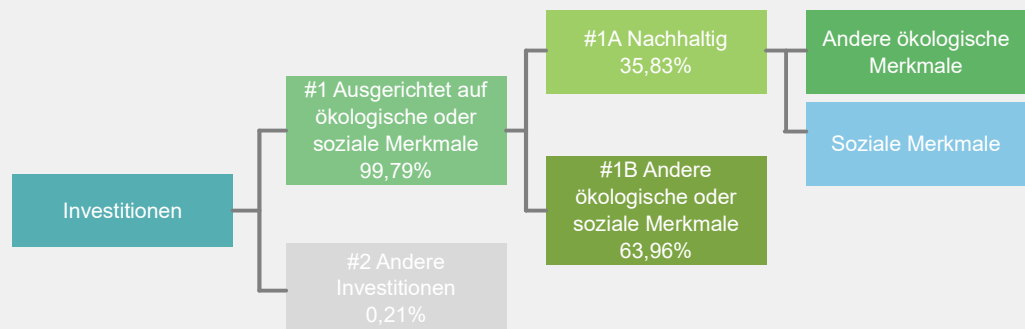 Investitionen
#1 Ausgerichtet auf
ökologische oder
soziale Merkmale
99,79%
#2 Andere
Investitionen
0,21%
#1A Nachhaltig
35,83%
#1B Andere
ökologische oder
soziale Merkmale
63,96%
Andere ökologische
Merkmale
Soziale Merkmale